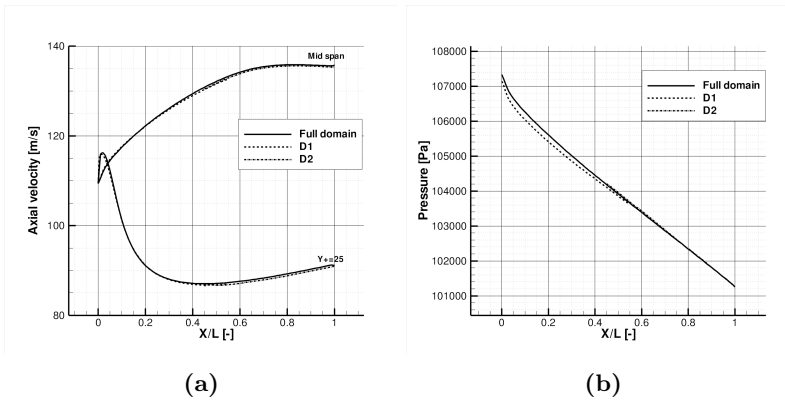 140
120
100
80
Axial velocity [m/s]
Mid span
Full domain
D1
D2
Y+=25
0 0.2 0.4 0.6 0.8 1
X/L [-]
(a)
108000
107000
106000
105000
104000
103000
102000
101000
Pressure [Pa]
Full domain
D1
D2
0 0.2 0.4 0.6 0.8 1
X/L [-]
(b)